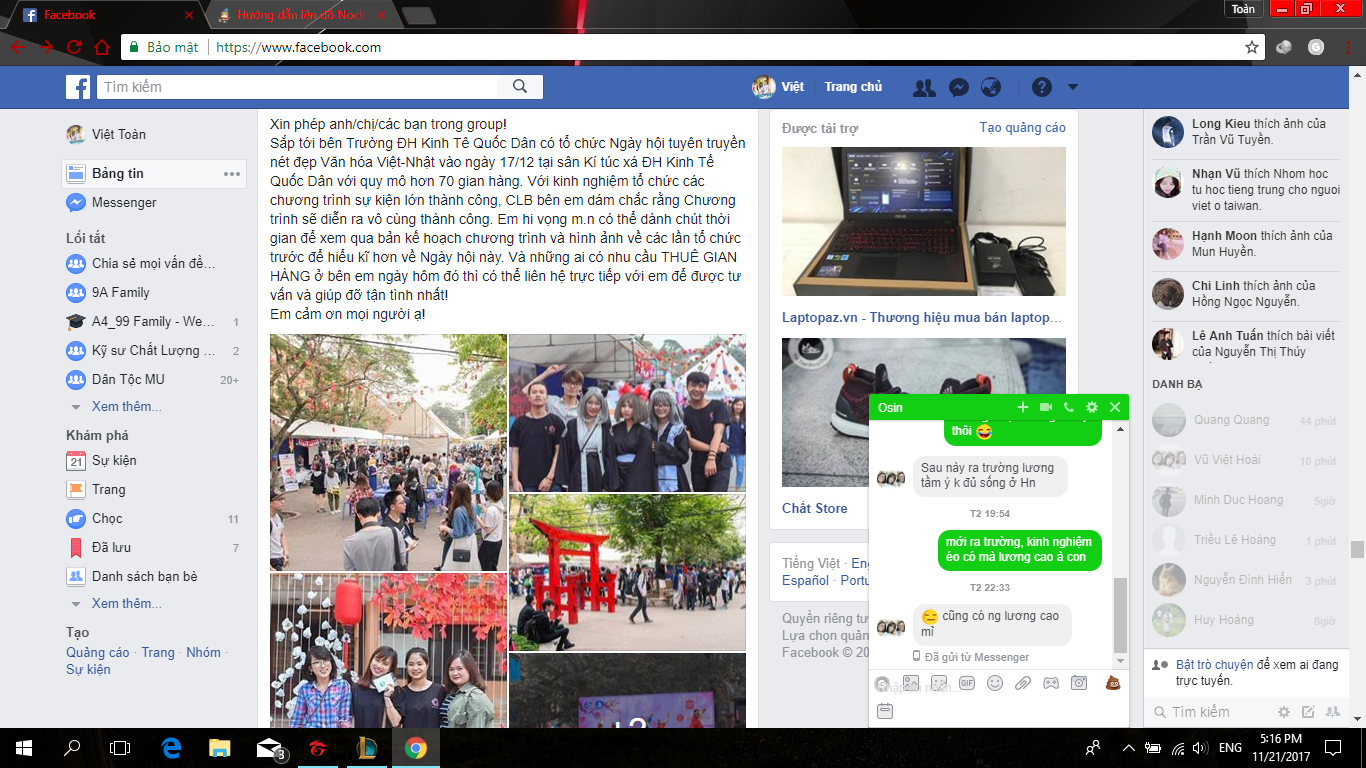 Facebook
Hướng dẫn lên đồ Noct
Toàn
Bảo mật
https://www.facebook.com
Tìm kiếm
Việt
Trang chủ
Việt Toàn
Bảng tin
Messenger
Lối tắt
Chia sẻ mọi vấn đề...
9A Family
A4_99 Family - We... 1
Kỹ sư Chất Lượng ... 2
Dân Tộc MU 20+
Xem thêm...
Khám phá
21 Sự kiện
Trang
Chọc 11
Đã lưu 7
Danh sách bạn bè
Xem thêm...
Tạo
Quảng cáo · Trang · Nhóm ·
Sự kiện
Xin phép anh/chị/các bạn trong group!
Sắp tới bên Trường ĐH Kinh Tê Quốc Dân có tổ chức Ngày hội tuyên truyền
nét đẹp Văn hóa Việt-Nhật vào ngày 17/12 tại sân Kí túc xá ĐH Kinh Tế
Quốc Dân với quy mô hơn 70 gian hàng. Với kinh nghiệm tổ chức các
chương trình sự kiện lớn thành công, CLB bên em dám chắc rằng Chương
trình sẽ diễn ra vô cùng thành công. Em hi vọng m.n có thể dành chút thời
gian để xem qua bản kế hoạch chương trình và hình ảnh về các lần tổ chức
trước để hiểu kĩ hơn về Ngày hội này. Và những ai có nhu cầu THUÊ GIAN
HÀNG ở bên em ngày hôm đó thì có thể liên hệ trực tiếp với em để được tư
vấn và giúp đỡ tận tình nhất!
Em cảm ơn mọi người ạ!
Được tài trợ
Tạo quảng cáo
Laptopaz.vn - Thương hiệu mua bán laptop...
Chất Store
Tiếng Việt
Español
Quyền riêng tư
Lựa chọn quảng
Facebook © 20
Osin
thôi
Sau này ra trường lương
tầm ý k đủ sống ở Hn
T2 19:54
mới ra trường, kinh nghiệm
éo có mà lương cao à con
T2 22:33
cũng có ng lương cao
mỉ
Đã gửi từ Messenger
GIF
Long Kieu thích ảnh của
Trần Vũ Tuyền.
Nhạn Vũ thích Nhom hoc
tu hoc tieng trung cho nguoi
viet o taiwan.
Hạnh Moon thích ảnh của
Mun Huyền.
Chi Linh thích ảnh của
Hồng Ngọc Nguyễn.
Lê Anh Tuấn thích bài viết
của Nguyễn Thị Thúy
DANH BẠ
Quang Quang 44 phút
Vũ Việt Hoài 10 phút
Minh Duc Hoang 5giờ
Triều Lê Hoàng 1 phút
Nguyễn Đình Hiển 3 phút
Huy Hoàng 8giờ
Bật trò chuyện để xem ai đang
trực tuyến.
Tìm kiếm
3
ENG
5:16 PM
11/21/2017